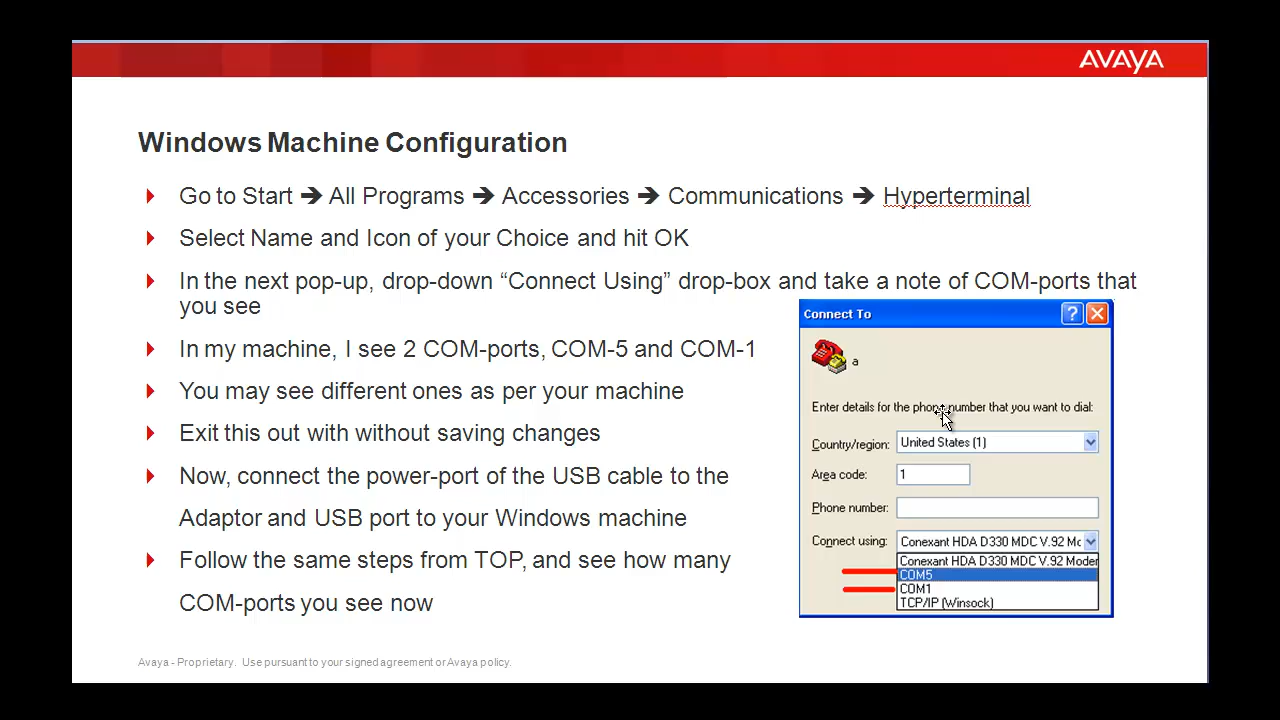 AVAYA
Windows Machine Configuration
Go to Start ➔ All Programs ➔ Accessories ➔ Communications ➔ Hyperterminal
Select Name and Icon of your Choice and hit OK
In the next pop-up, drop-down “Connect Using” drop-box and take a note of COM-ports that
you see
In my machine, I see 2 COM-ports, COM-5 and COM-1
You may see different ones as per your machine
Exit this out with without saving changes
Now, connect the power-port of the USB cable to the
Adaptor and USB port to your Windows machine
Follow the same steps from TOP, and see how many
COM-ports you see now
Connect To
a
Enter details for the phone number that you want to dial:
Country/region: United States (1)
Area code: 1
Phone number:
Connect using: Conexant HDA D330 MDC V.92 Mc
Conexant HDA D330 MDC V.92 Moder
COM5
COM1
TCP/IP (Winsock)
Avaya - Proprietary. Use pursuant to your signed agreement or Avaya policy.